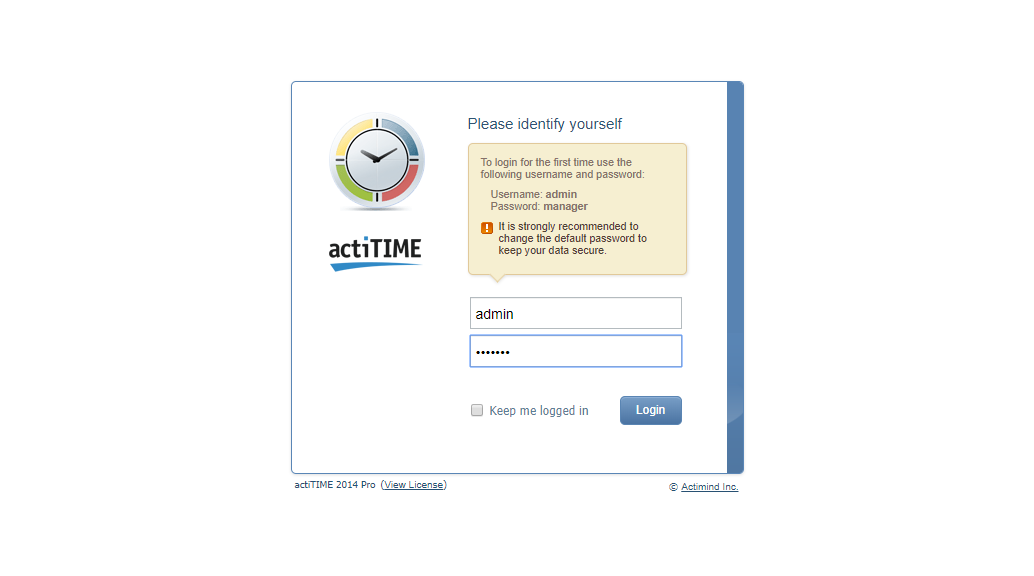 Please identify yourself
To login for the first time use the
following username and password:
Username: admin
Password: manager
It is strongly recommended to
change the default password to
keep your data secure.
actiTIME
admin
•••••••
Keep me logged in
Login
actiTIME 2014 Pro (View License)
© Actimind Inc.